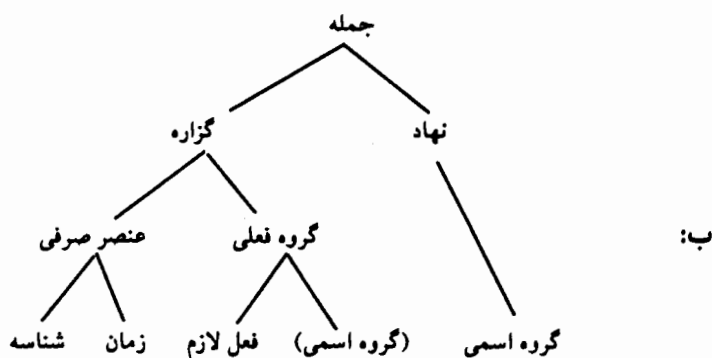 جمله
نهاد گزاره
ب: گروه فعلی عنصر صرفی
گروه اسمی (گروه اسمی) فعل لازم زمان شناسه